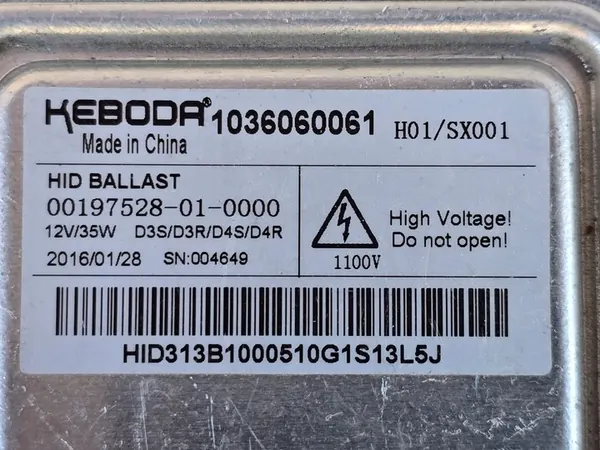 KEBODA® 1036060061 H01/SX001
Made in China
HID BALLAST
00197528-01-0000
12V/35W D3S/D3R/D4S/D4R
2016/01/28 SN:004649
High Voltage!
Do not open!
1100V
HID313B1000510G1S13L5J